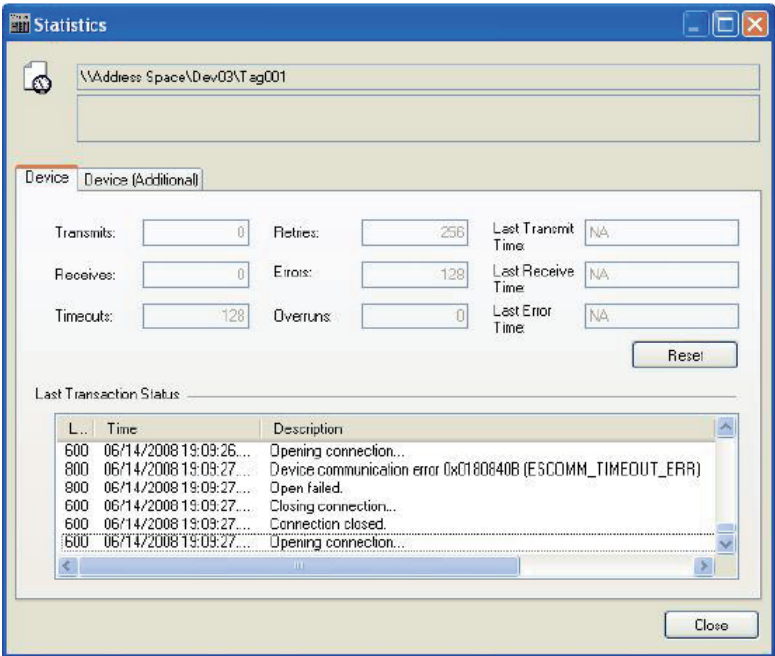 Statistics
\\Address Space\Dev03\Tag001
Device Device (Additional)
Transmits: 0 Retries: 256 Last Transmit Time: NA
Receives: 0 Errors: 128 Last Receive Time: NA
Timeouts: 128 Overruns: 0 Last Error Time: NA
Reset
Last Transaction Status
L... Time Description
600 06/14/2008 19:09:26.... Opening connection...
800 06/14/2008 19:09:27.... Device communication error 0x0180840B (ESCOMM_TIMEOUT_ERR)
800 06/14/2008 19:09:27.... Open failed.
600 06/14/2008 19:09:27.... Closing connection...
600 06/14/2008 19:09:27.... Connection closed.
600 06/14/2008 19:09:27.... Opening connection...
Close